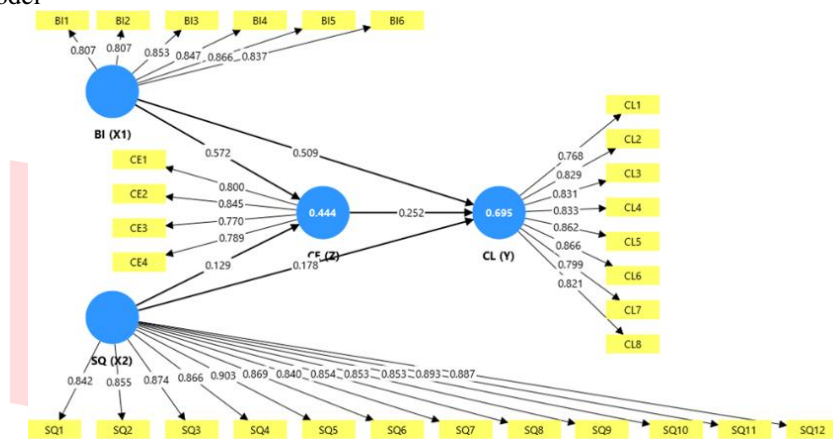 odel
BI1 BI2 BI3 BI4 BI5 BI6
0.807 0.807 0.853 0.847 0.866 0.837
BI (X1)
CL1
CL2
CL3
CL4
CL5
CL6
CL7
CL8
0.768
0.829
0.831
0.833
0.862
0.866
0.799
0.821
0.572 0.509
CE1
CE2
CE3
CE4
0.800
0.845
0.770
0.789
0.444 0.252 0.695
CE (Z) CL (Y)
0.129 0.178
SQ (X2)
0.842 0.855 0.874 0.866 0.903 0.869 0.840 0.854 0.853 0.853 0.893 0.887
SQ1 SQ2 SQ3 SQ4 SQ5 SQ6 SQ7 SQ8 SQ9 SQ10 SQ11 SQ12